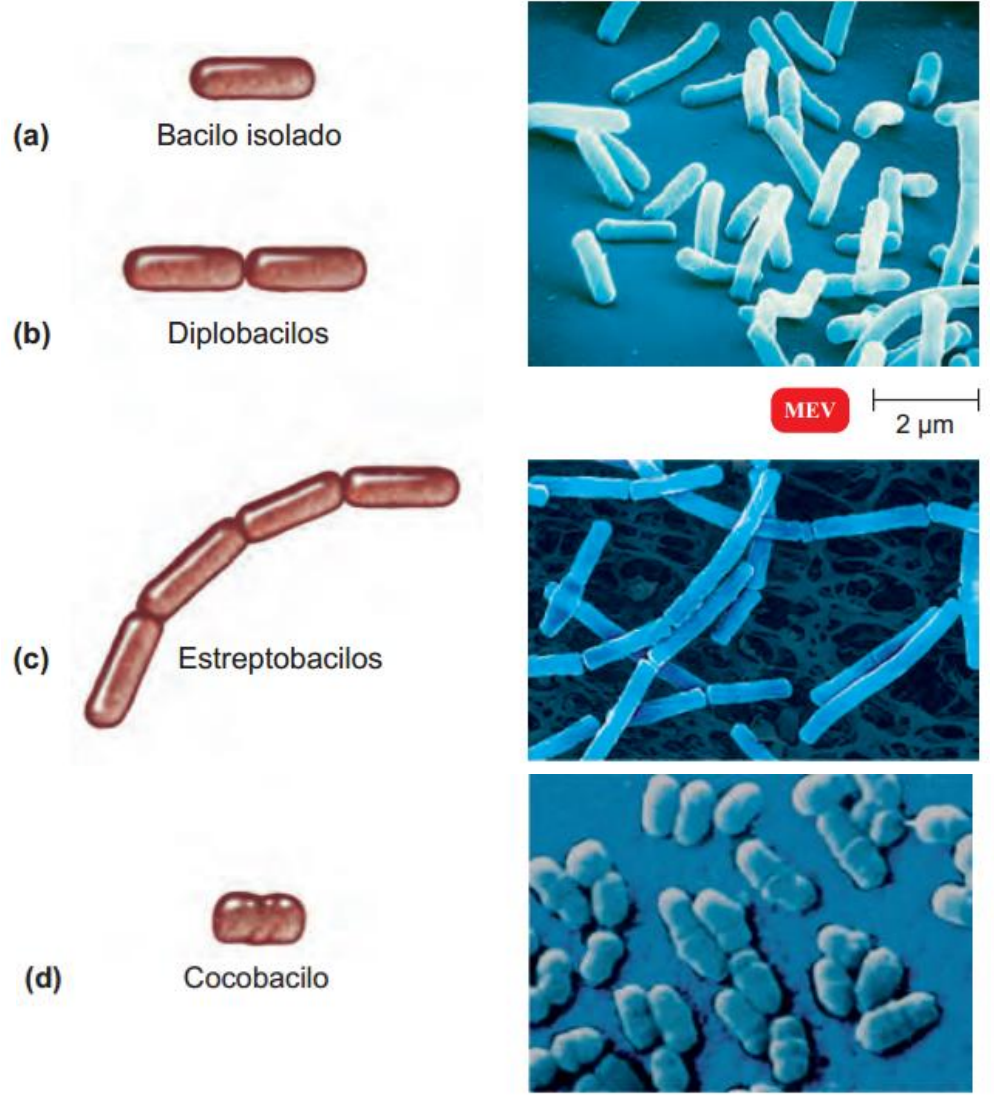 (a)
Bacilo isolado
(b)
Diplobacilos
MEV
2 μm
(c)
Estreptobacilos
(d)
Cocobacilo